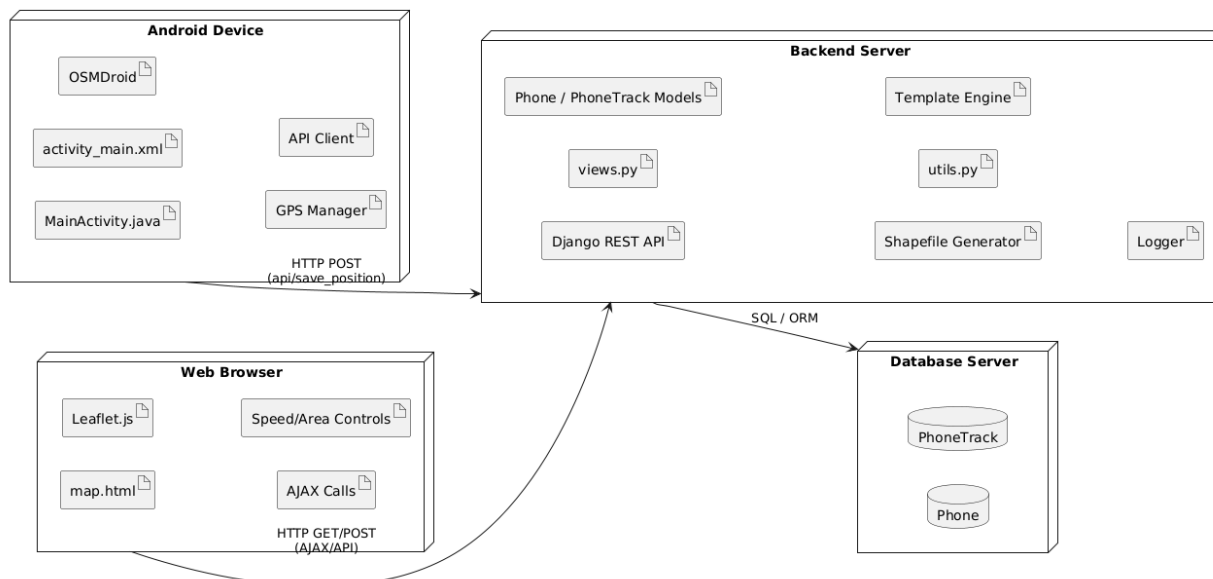 Android Device
OSMDroid
activity_main.xml
API Client
MainActivity.java
GPS Manager
HTTP POST
(api/save_position)
Backend Server
Phone / PhoneTrack Models
Template Engine
views.py
utils.py
Django REST API
Shapefile Generator
Logger
SQL / ORM
Web Browser
Leaflet.js
Speed/Area Controls
map.html
AJAX Calls
HTTP GET/POST
(AJAX/API)
Database Server
PhoneTrack
Phone